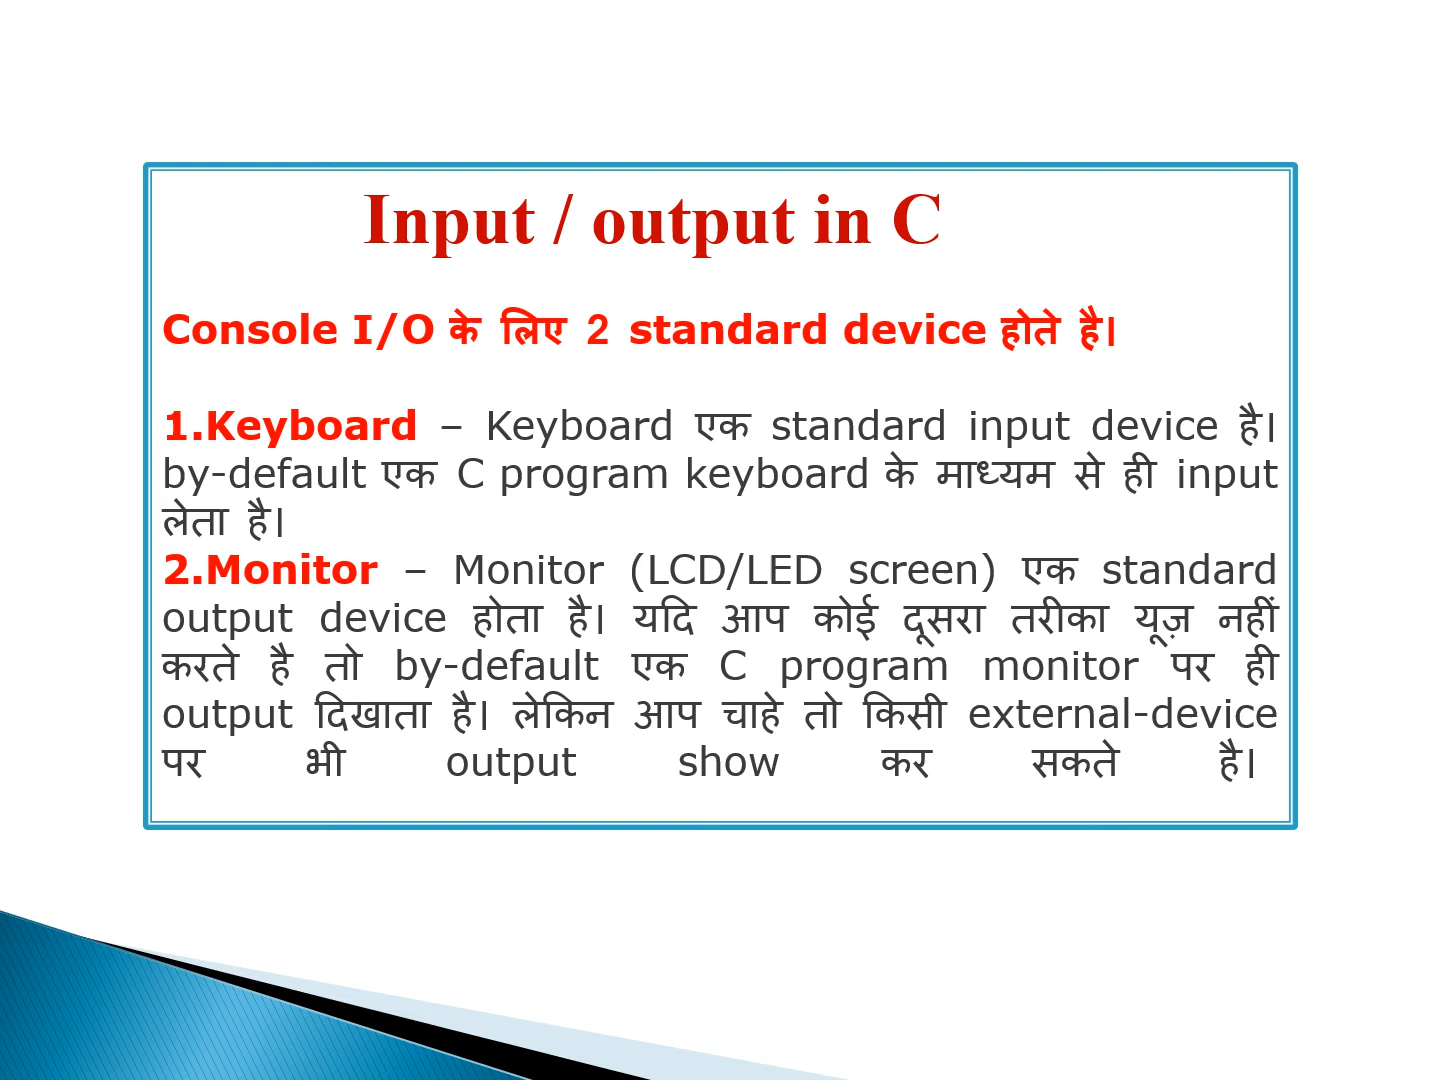 Input / output in C
Console I/O के लिए 2 standard device होते है।
1.Keyboard – Keyboard एक standard input device है।
by-default एक C program keyboard के माध्यम से ही input
लेता है।
2.Monitor – Monitor (LCD/LED screen) एक standard
output device होता है। यदि आप कोई दूसरा तरीका यूज़ नहीं
करते है तो by-default एक C program monitor पर ही
output दिखाता है। लेकिन आप चाहे तो किसी external-device
पर भी output show कर सकते है।